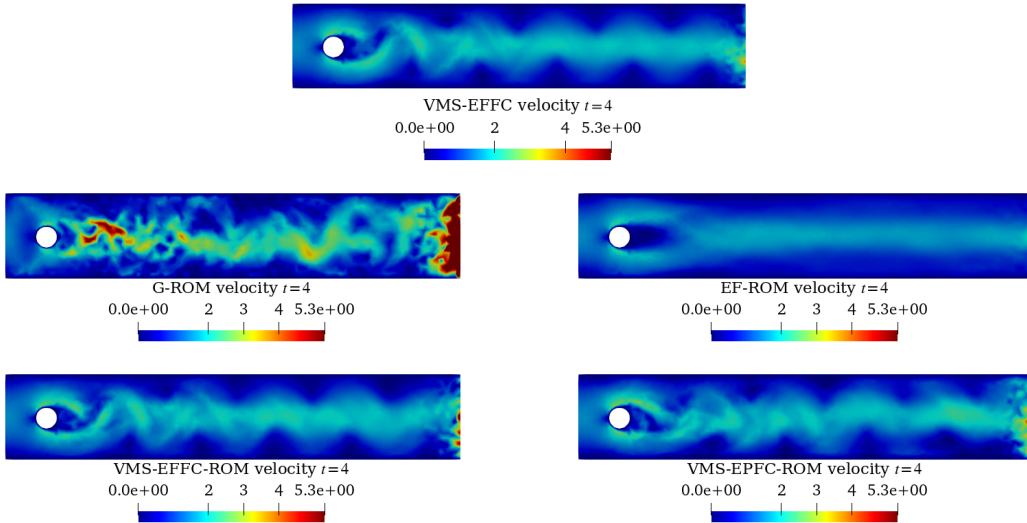 VMS-EFFC velocity t=4
0.0e+00 2 4 5.3e+00
G-ROM velocity t=4
0.0e+00 2 3 4 5.3e+00
EF-ROM velocity t=4
0.0e+00 2 3 4 5.3e+00
VMS-EFFC-ROM velocity t=4
0.0e+00 2 3 4 5.3e+00
VMS-EPFC-ROM velocity t=4
0.0e+00 2 3 4 5.3e+00